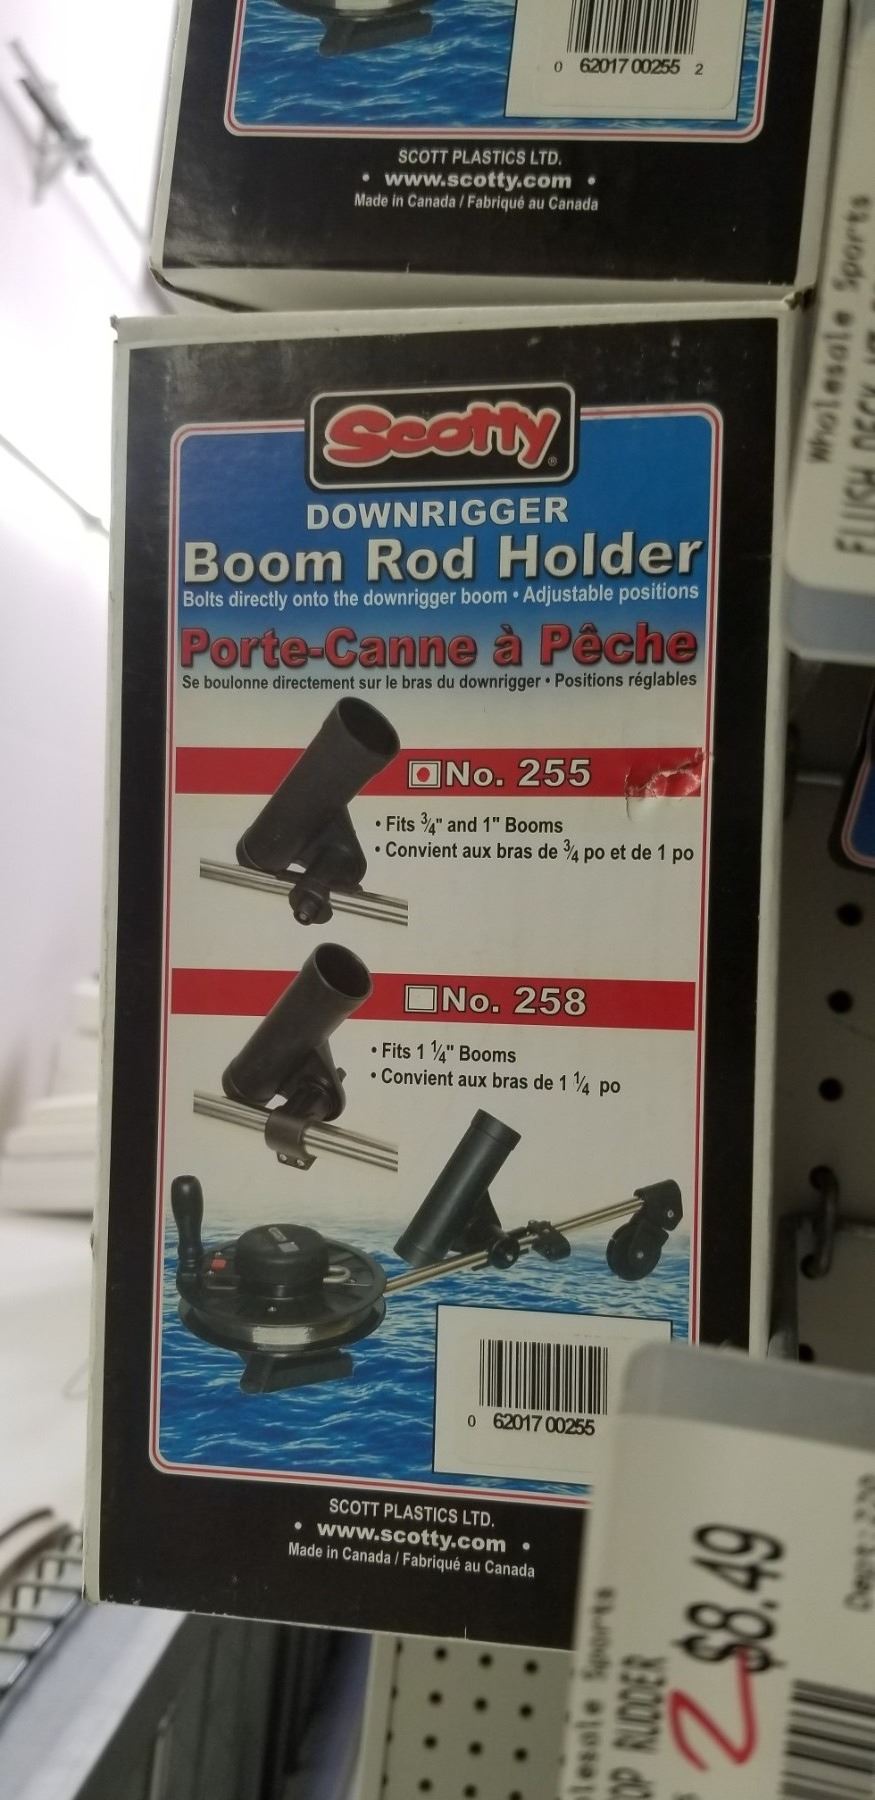 0 62017 00255 2
SCOTT PLASTICS LTD.
• www.scotty.com •
Made in Canada / Fabriqué au Canada
Scotty®
DOWNRIGGER
Boom Rod Holder
Bolts directly onto the downrigger boom • Adjustable positions
Porte-Canne à Pêche
Se boulonne directement sur le bras du downrigger • Positions réglables
No. 255
• Fits 3/4" and 1" Booms
• Convient aux bras de 3/4 po et de 1 po
No. 258
• Fits 1 1/4" Booms
• Convient aux bras de 1 1/4 po
0 62017 00255
SCOTT PLASTICS LTD.
• www.scotty.com •
Made in Canada / Fabriqué au Canada
Wholesale Sports
FLUSH DECK
lesale Sports
OP RUDDER
$8.49
2